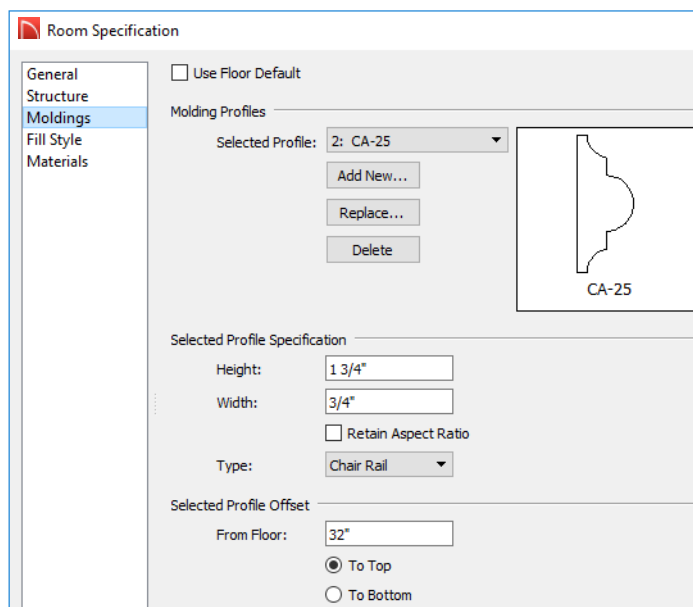 Room Specification
General
Structure
Moldings
Fill Style
Materials
Use Floor Default
Molding Profiles
Selected Profile: 2: CA-25
Add New...
Replace...
Delete
CA-25
Selected Profile Specification
Height: 1 3/4"
Width: 3/4"
Retain Aspect Ratio
Type: Chair Rail
Selected Profile Offset
From Floor: 32"
To Top
To Bottom